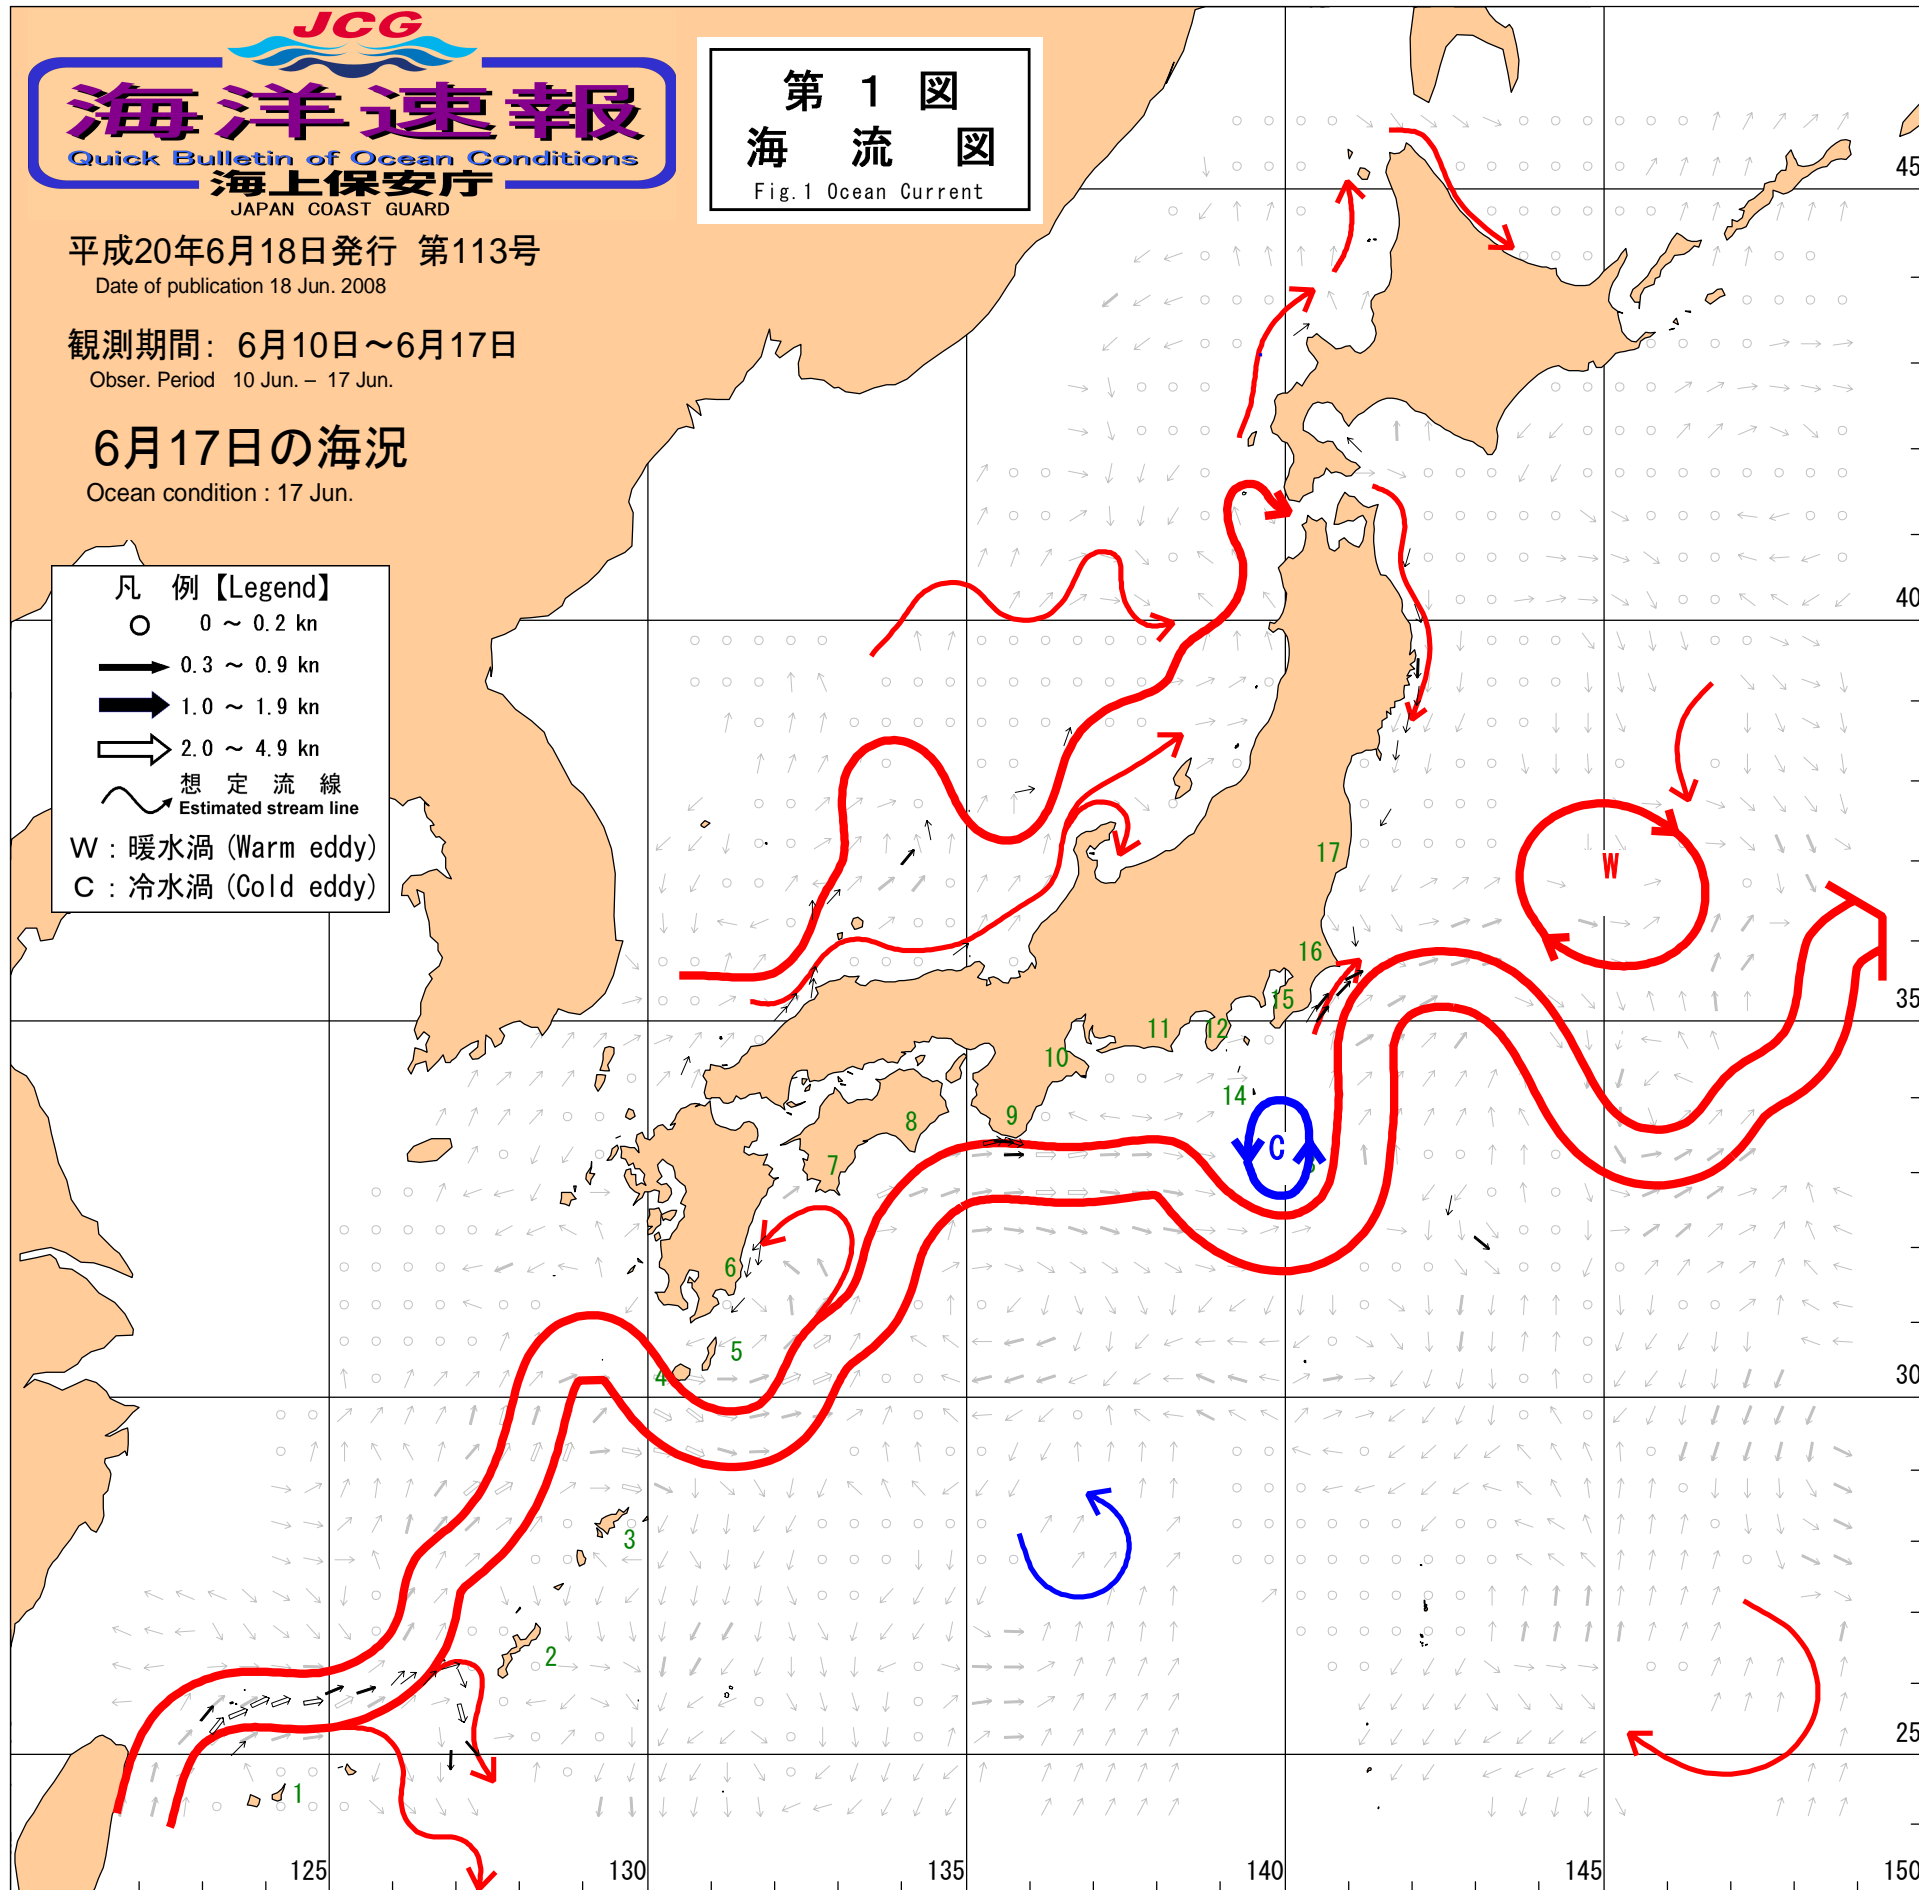 JCG
海洋速報
Quick Bulletin of Ocean Conditions
海上保安庁
JAPAN COAST GUARD
第 1 図
海 流 図
Fig.1 Ocean Current
平成20年6月18日発行 第113号
Date of publication 18 Jun. 2008
観測期間: 6月10日～6月17日
Obser. Period 10 Jun. – 17 Jun.
6月17日の海況
Ocean condition : 17 Jun.
凡 例【Legend】
0 ～ 0.2 kn
0.3 ～ 0.9 kn
1.0 ～ 1.9 kn
2.0 ～ 4.9 kn
想 定 流 線
Estimated stream line
W : 暖水渦 (Warm eddy)
C : 冷水渦 (Cold eddy)
45
40
35
30
25
125
130
135
140
145
150
W
C
1
2
3
4
5
6
7
8
9
10
11
12
14
15
16
17